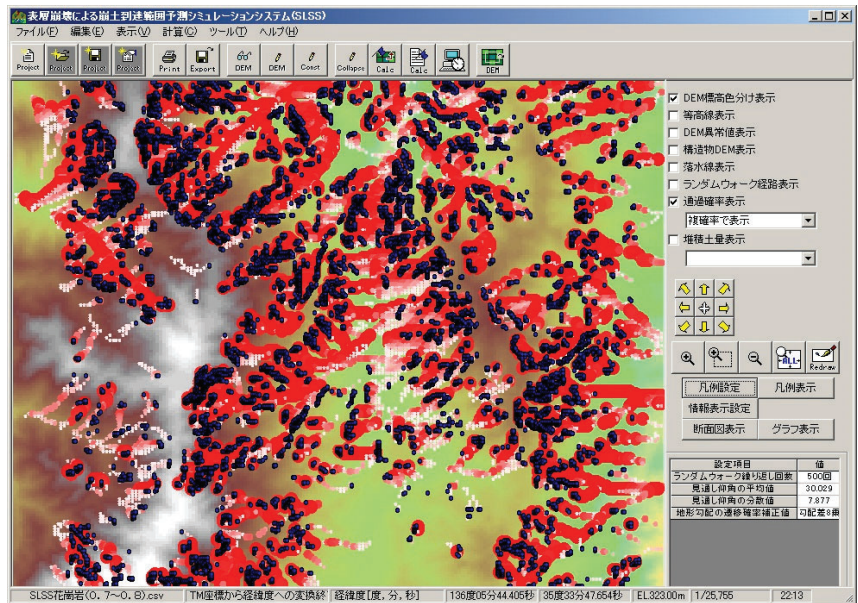 表層崩壊による崩土到達範囲予測シミュレーションシステム(SLSS)
ファイル(F) 編集(E) 表示(V) 計算(C) ツール(T) ヘルプ(H)
Project Project Project Project Print Export DEM DEM Const Collapse Calc Calc DEM
DEM標高色分け表示
等高線表示
DEM異常値表示
構造物DEM表示
落水線表示
ランダムウォーク経路表示
通過確率表示
複確率で表示
堆積土量表示
ALL Redraw
凡例設定 凡例表示
情報表示設定
断面図表示 グラフ表示
設定項目 値
ランダムウォーク繰り返し回数 500回
見通し仰角の平均値 30.029
見通し仰角の分散値 7.877
地形勾配の遷移確率補正値 勾配差8乗
SLSS花崗岩(0.7～0.8).csv TM座標から経緯度への変換終 経緯度[度,分,秒] 136度05分44.405秒 35度33分47.654秒 EL.323.00m 1/25,755 22:13